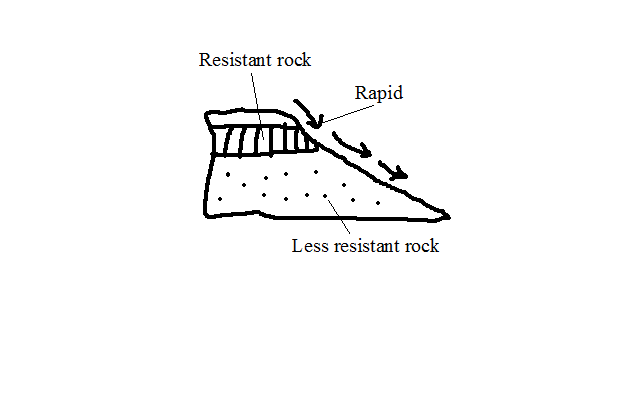 Resistant rock
Rapid
Less resistant rock